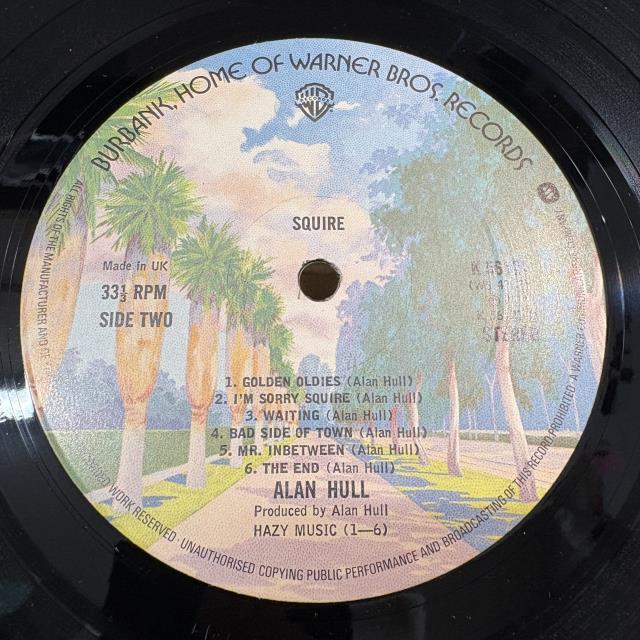 BURBANK, HOME OF WARNER BROS. RECORDS
SQUIRE
Made in UK
33⅓ RPM
SIDE TWO
STEREO
1. GOLDEN OLDIES (Alan Hull)
2. I'M SORRY SQUIRE (Alan Hull)
3. WAITING (Alan Hull)
4. BAD SIDE OF TOWN (Alan Hull)
5. MR. INBETWEEN (Alan Hull)
6. THE END (Alan Hull)
ALAN HULL
Produced by Alan Hull
HAZY MUSIC (1—6)
ALL RIGHTS OF THE MANUFACTURER AND OF
WORK RESERVED · UNAUTHORISED COPYING PUBLIC PERFORMANCE AND BROADCASTING OF THIS RECORD PROHIBITED · A WARNER